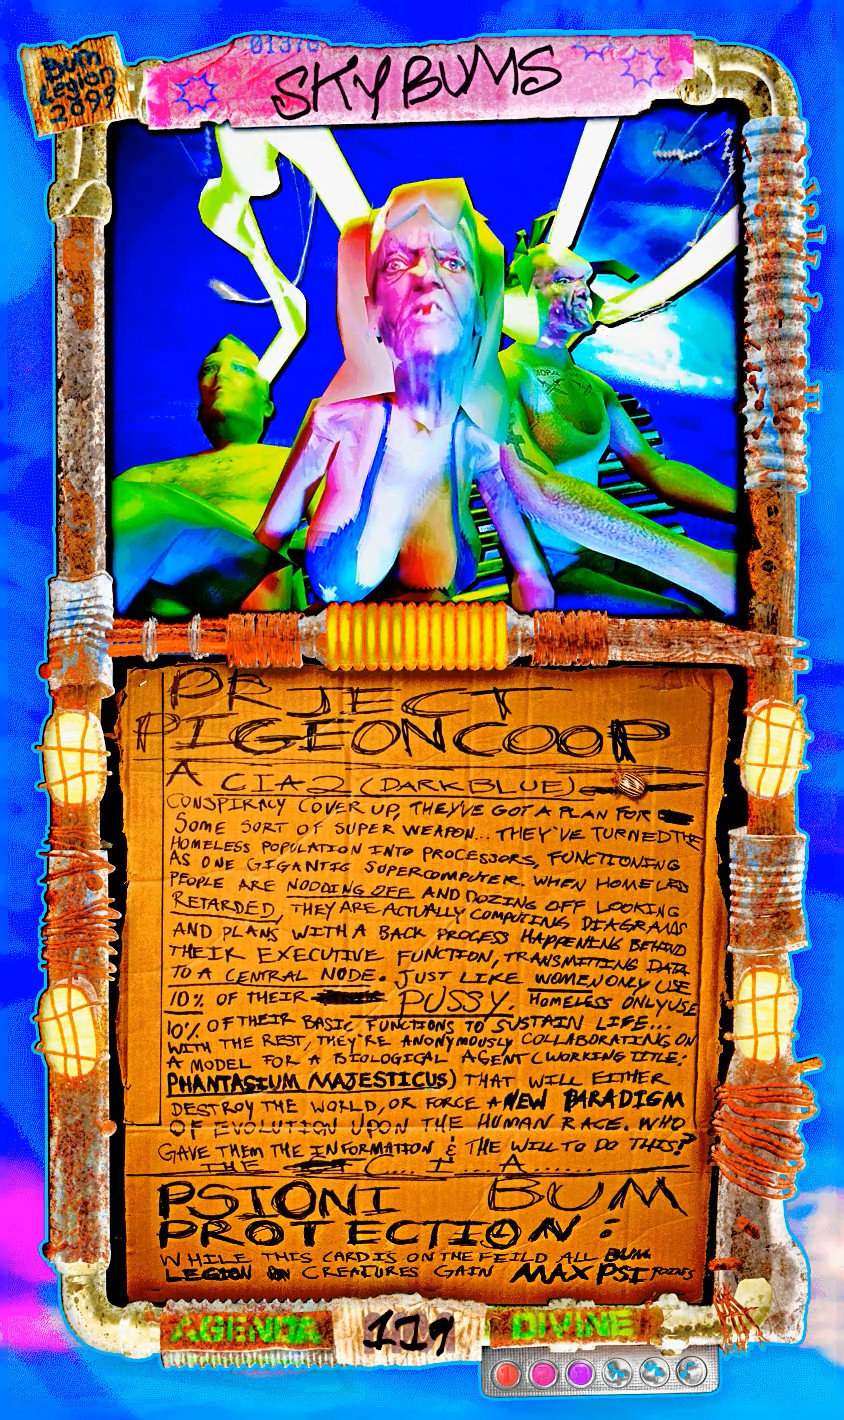 01370
Bum
Legion
2099
SKY BUMS
PRJECT
PIGEONCOOP
A CIA2 (DARK BLUE)
CONSPIRACY COVER UP, THEY'VE GOT A PLAN FOR
SOME SORT OF SUPER WEAPON... THEY'VE TURNED THE
HOMELESS POPULATION INTO PROCESSORS, FUNCTIONING
AS ONE GIGANTIC SUPERCOMPUTER. WHEN HOMELESS
PEOPLE ARE NODDING OFF AND DOZING OFF LOOKING
RETARDED, THEY ARE ACTUALLY COMPUTING DIAGRAMS
AND PLANS WITH A BACK PROCESS HAPPENING BEHIND
THEIR EXECUTIVE FUNCTION, TRANSMITTING DATA
TO A CENTRAL NODE. JUST LIKE WOMEN ONLY USE
10% OF THEIR PUSSY. HOMELESS ONLY USE
10% OF THEIR BASIC FUNCTIONS TO SUSTAIN LIFE...
WITH THE REST, THEY'RE ANONYMOUSLY COLLABORATING ON
A MODEL FOR A BIOLOGICAL AGENT (WORKING TITLE:
PHANTASIUM MAJESTICUS) THAT WILL EITHER
DESTROY THE WORLD, OR FORCE A NEW PARADIGM
OF EVOLUTION UPON THE HUMAN RACE. WHO
GAVE THEM THE INFORMATION & THE WILL TO DO THIS?
THE C... I... A......
PSIONI BUM
PROTECTION:
WHILE THIS CARD IS ON THE FEILD ALL BUM
LEGION CREATURES GAIN MAX PSI POINTS
AGENDA 119 DIVINE